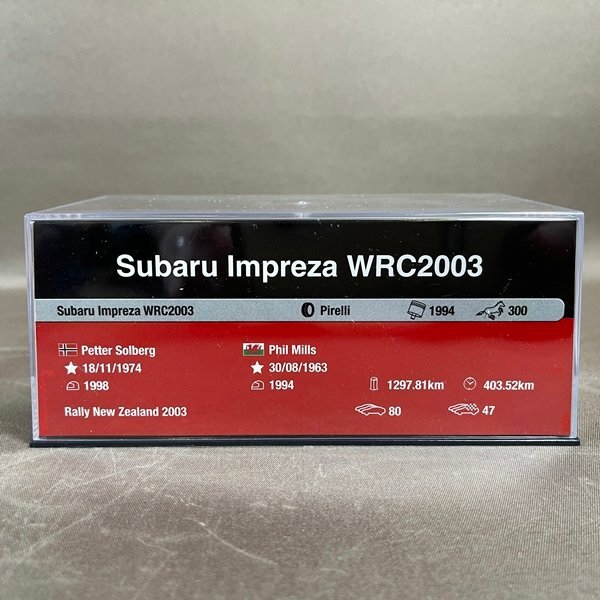 Subaru Impreza WRC2003
Subaru Impreza WRC2003 Pirelli 1994 300
Petter Solberg Phil Mills
18/11/1974 30/08/1963
1998 1994 1297.81km 403.52km
Rally New Zealand 2003 80 47